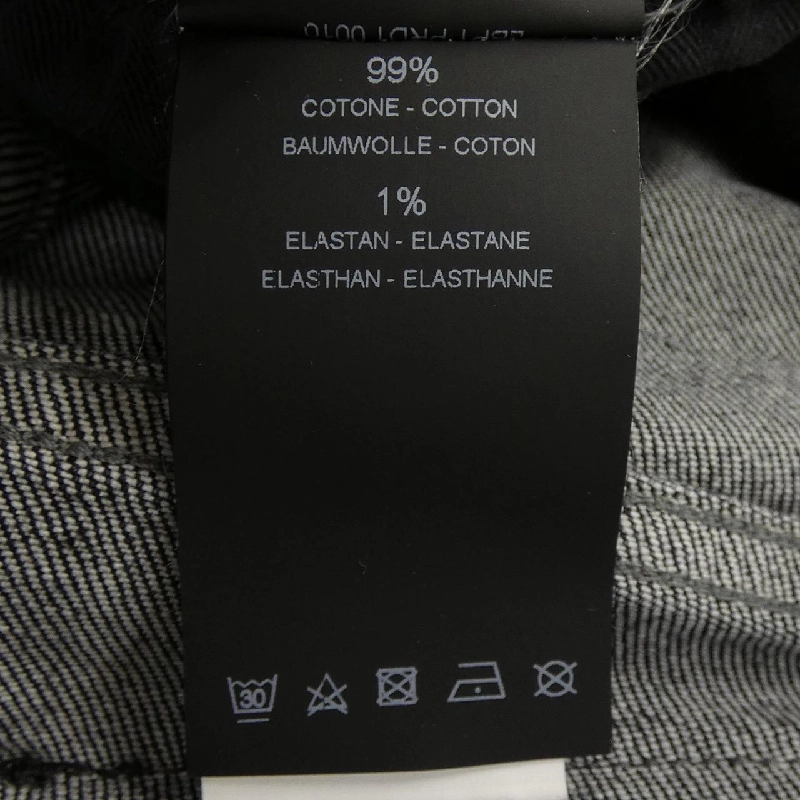 99%
COTONE - COTTON
BAUMWOLLE - COTON
1%
ELASTAN - ELASTANE
ELASTHAN - ELASTHANNE
30